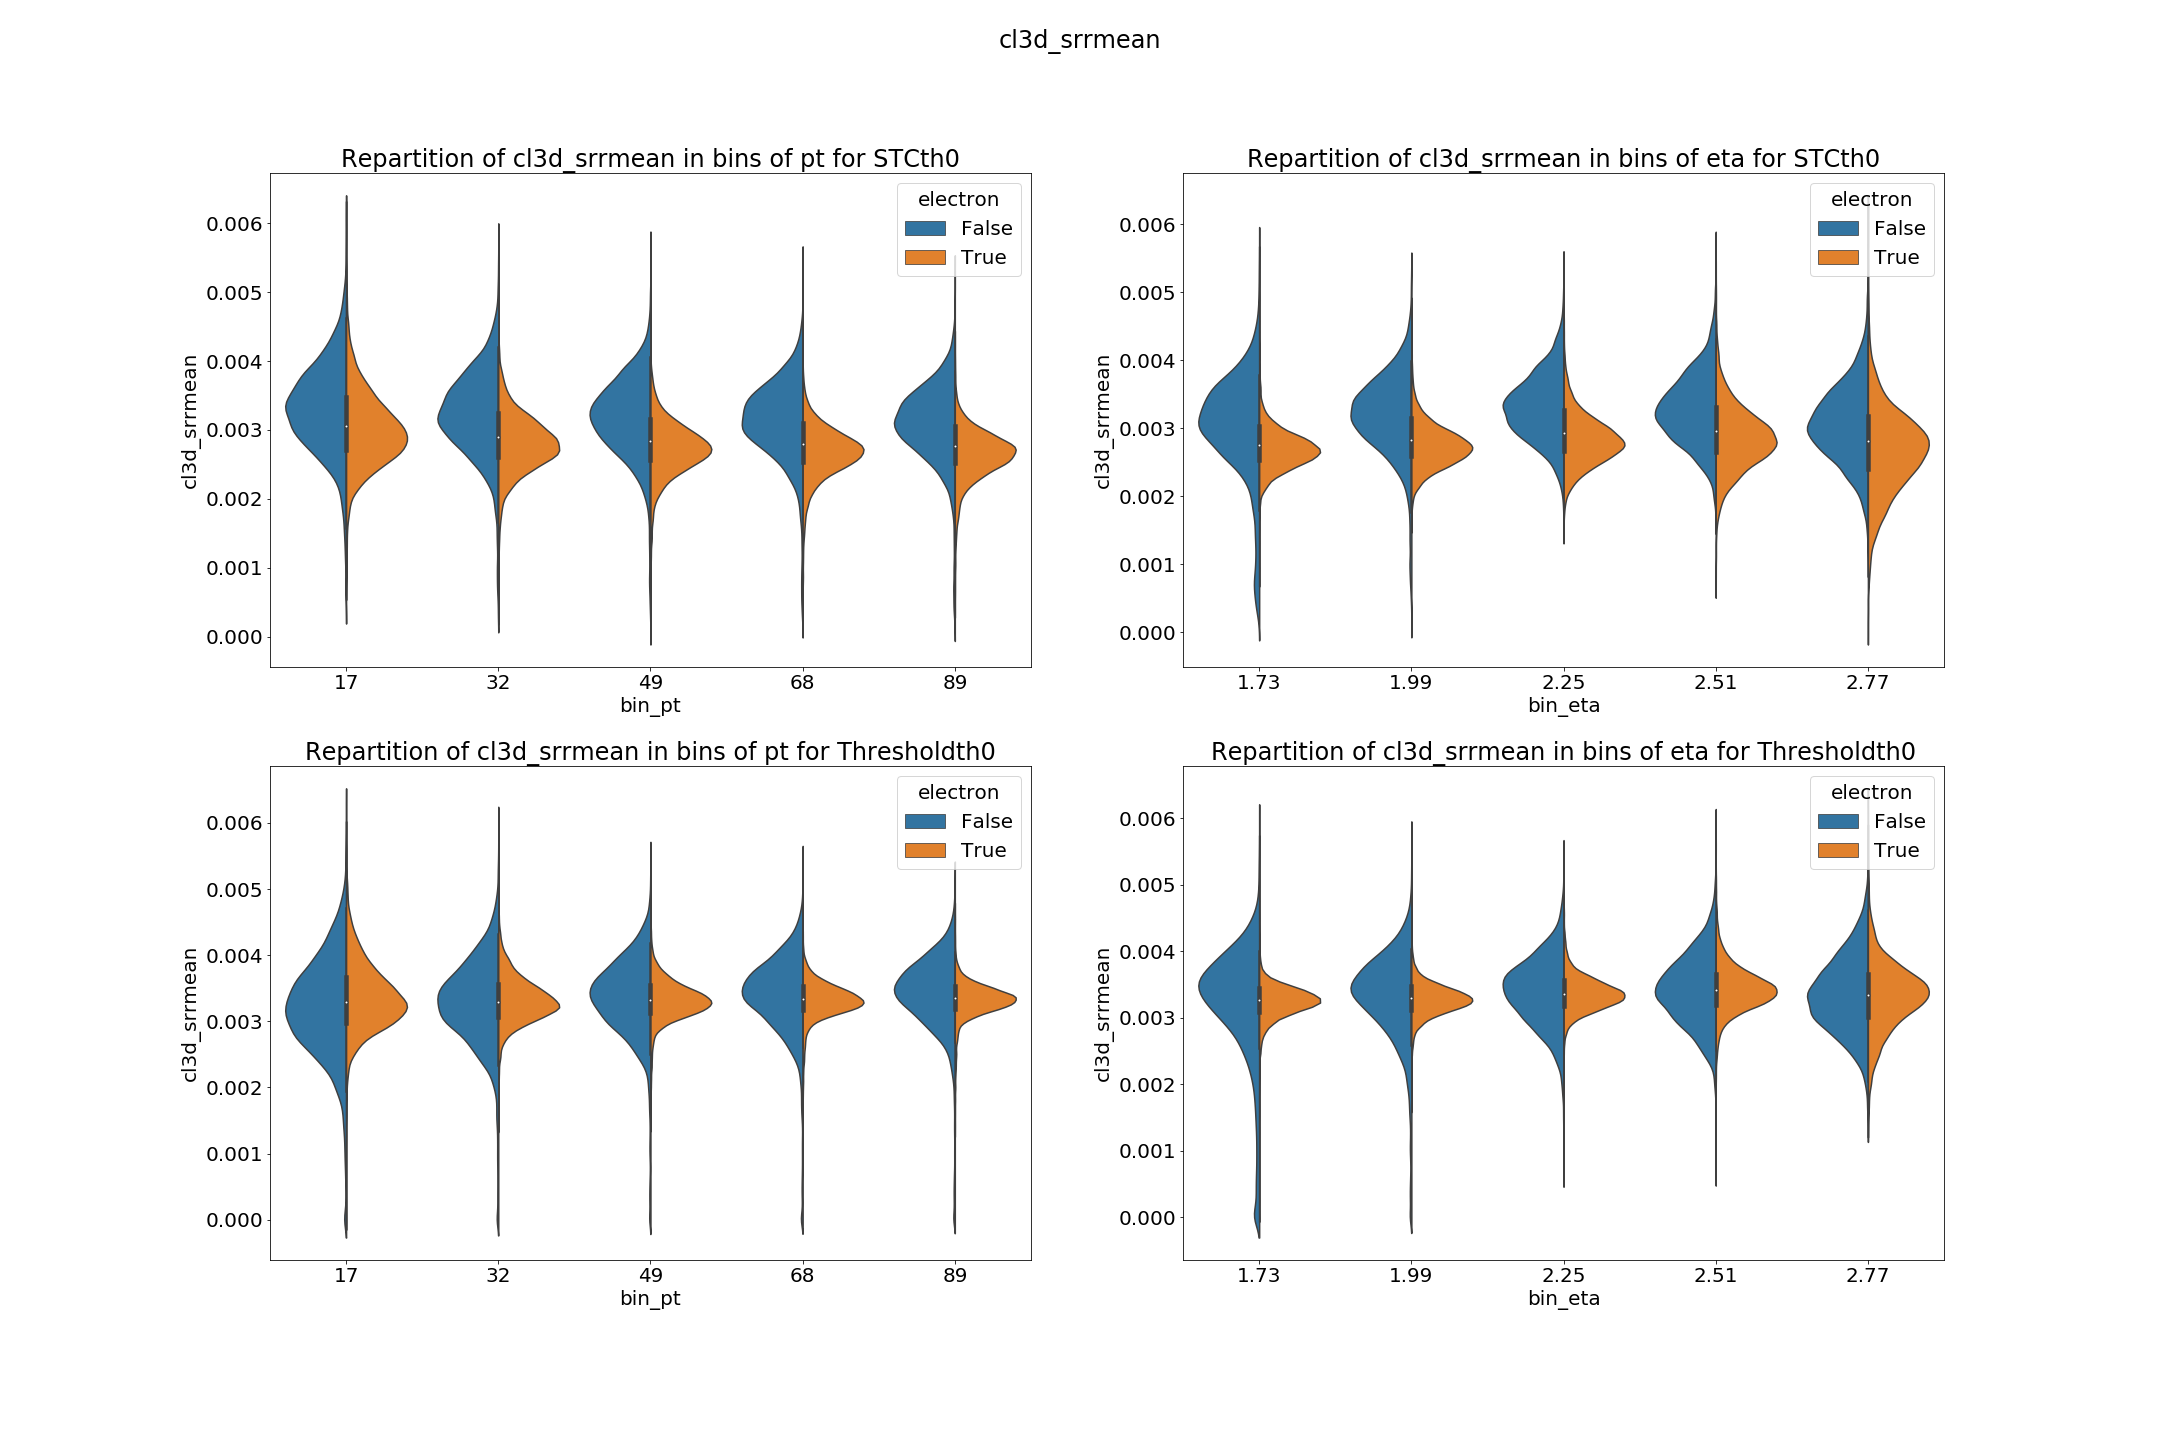 cl3d_srrmean
Repartition of cl3d_srrmean in bins of pt for STCth0
electron
False
True
0.006
0.005
0.004
0.003
0.002
0.001
0.000
cl3d_srrmean
17 32 49 68 89
bin_pt
Repartition of cl3d_srrmean in bins of eta for STCth0
electron
False
True
0.006
0.005
0.004
0.003
0.002
0.001
0.000
cl3d_srrmean
1.73 1.99 2.25 2.51 2.77
bin_eta
Repartition of cl3d_srrmean in bins of pt for Thresholdth0
electron
False
True
0.006
0.005
0.004
0.003
0.002
0.001
0.000
cl3d_srrmean
17 32 49 68 89
bin_pt
Repartition of cl3d_srrmean in bins of eta for Thresholdth0
electron
False
True
0.006
0.005
0.004
0.003
0.002
0.001
0.000
cl3d_srrmean
1.73 1.99 2.25 2.51 2.77
bin_eta